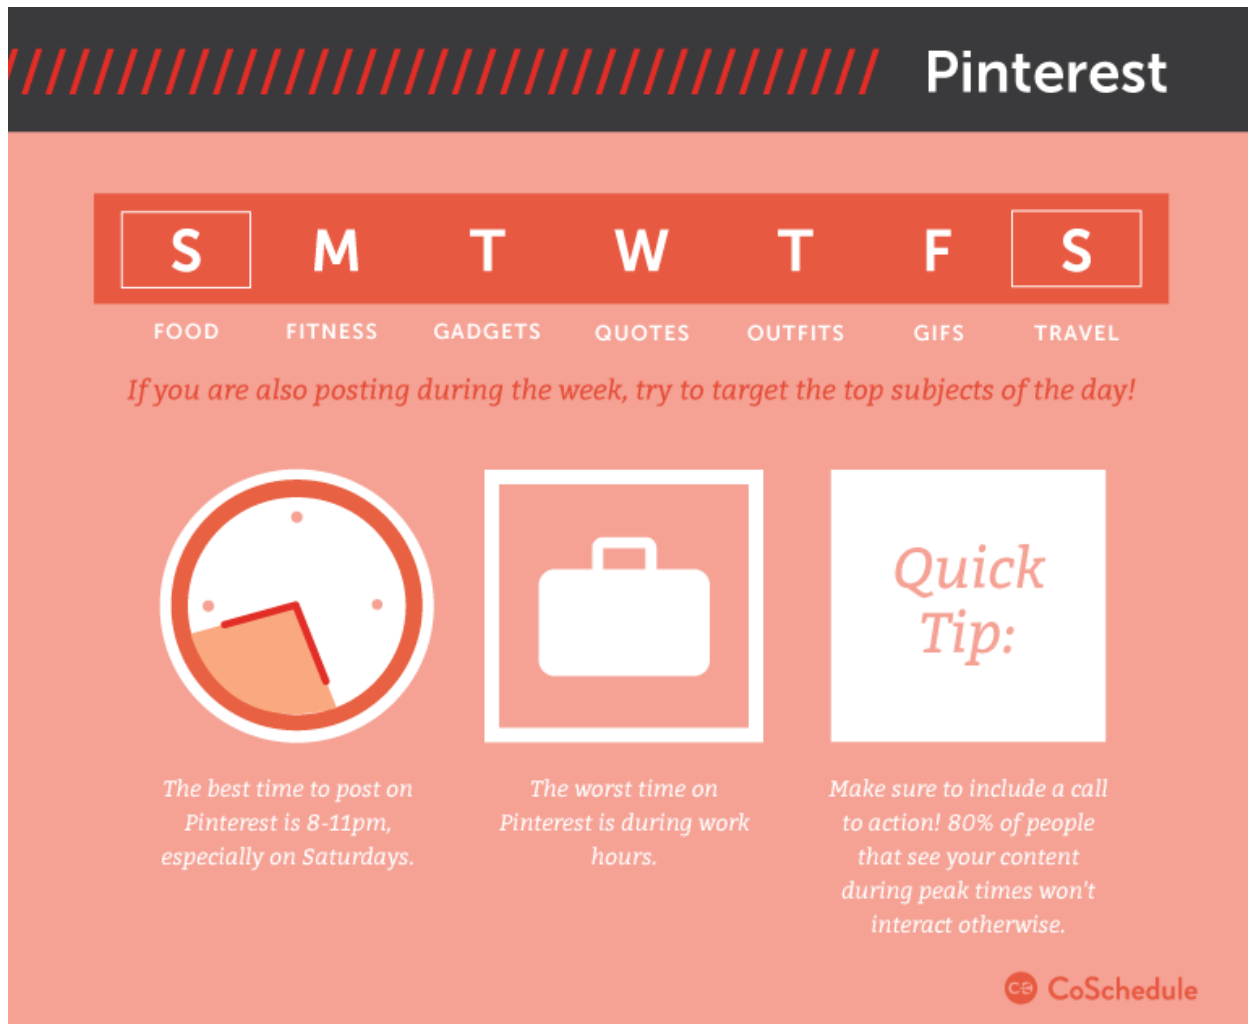 Pinterest
S M T W T F S
FOOD FITNESS GADGETS QUOTES OUTFITS GIFS TRAVEL
If you are also posting during the week, try to target the top subjects of the day!
The best time to post on
Pinterest is 8-11pm,
especially on Saturdays.
The worst time on
Pinterest is during work
hours.
Quick
Tip:
Make sure to include a call
to action! 80% of people
that see your content
during peak times won't
interact otherwise.
CoSchedule